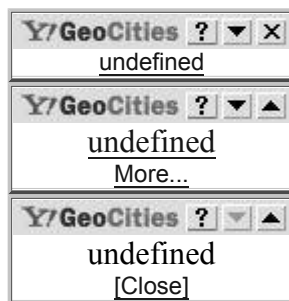 Y! GeoCities ?
undefined
Y! GeoCities ?
undefined
More...
Y! GeoCities ?
undefined
[Close]